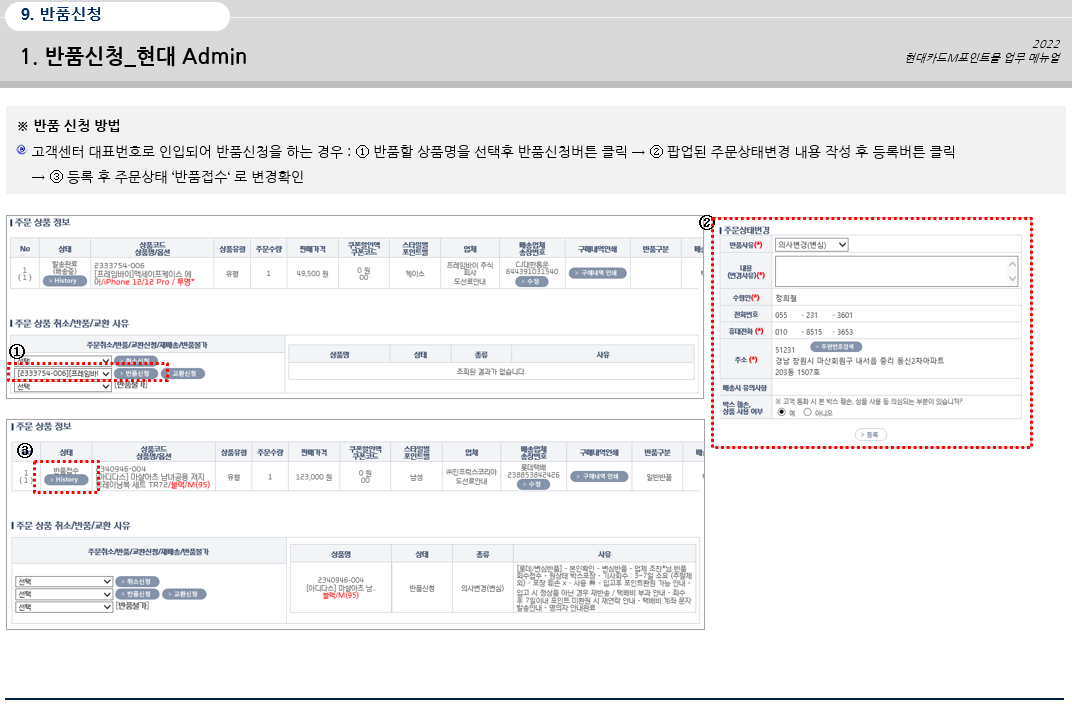 9. 반품신청
1. 반품신청_현대 Admin
2022
현대카드M포인트몰 업무 메뉴얼
※ 반품 신청 방법
고객센터 대표번호로 인입되어 반품신청을 하는 경우 : ① 반품할 상품명을 선택후 반품신청버튼 클릭 → ② 팝업된 주문상태변경 내용 작성 후 등록버튼 클릭
→ ③ 등록 후 주문상태 ‘반품접수‘ 로 변경확인
주문 상품 정보
No 상태 상품코드 상품명/옵션 상품유형 주문수량 판매가격 쿠폰할인액 쿠폰코드 스타일별 포인트몰 업체 배송업체 송장번호 구매내역인쇄 반품구분
1 (1) 발송완료 (배송중) History 2333754-006 [프레임바이]맥세이프케이스 에어/iPhone 12/12 Pro / 투명* 유형 1 49,500 원 0 원 00 케이스 프레임바이 주식회사 도선료안내 CJ대한통운 644391031540 수정 구매내역 인쇄
주문 상품 취소/반품/교환 사유
①
주문취소/반품/교환신청/재배송/반품불가
선택 취소신청
[2333754-006][프레임바이 반품신청 교환신청
선택 [반품불가]
상품명 상태 종류 사유
조회된 결과가 없습니다.
②
주문상태변경
반품사유(*) 의사변경(변심)
내용 (변경사유)(*)
수령인(*) 정희철
전화번호 055 - 231 - 3601
휴대전화 (*) 010 - 8515 - 3653
주소 (*) 51231 우편번호검색
경남 창원시 마산회원구 내서읍 중리 동신2차아파트
203동 1507호
배송시 유의사항
박스 훼손, 상품 사용 여부 ※ 고객 통화 시 본 박스 훼손, 상품 사용 등 의심되는 부분이 있습니까?
예 아니오
등록
주문 상품 정보
③
상태 상품코드 상품명/옵션 상품유형 주문수량 판매가격 쿠폰할인액 쿠폰코드 스타일별 포인트몰 업체 배송업체 송장번호 구매내역인쇄 반품구분
1 (1) 반품접수 History 2340946-004 [아디다스] 마살아츠 남녀공용 져지 트레이닝복 세트 TR72/블랙/M(95) 유형 1 123,000 원 0 원 00 남성 ㈜인프럭스코리아 도선료안내 롯데택배 238853842426 수정 구매내역 인쇄 일반반품
주문 상품 취소/반품/교환 사유
주문취소/반품/교환신청/재배송/반품불가
선택 취소신청
선택 반품신청 교환신청
선택 [반품불가]
상품명 상태 종류 사유
2340946-004
[아디다스] 마살아츠 남.
블랙/M(95)
반품신청 의사변경(변심)
[롯데/변심반품] - 본인확인 - 변심반품 - 업체 조찬*님 반품
회수접수 - 원상태 박스포장 - 기사회수 : 3~7일 소요 (주말제
외) - 포장 훼손 x - 사용 無 - 입고후 포인트환원 가능 안내 -
입고 시 정상품 아닌 경우 재반송 / 택배비 부과 안내 - 회수
후 7일이내 포인트 미환원 시 재연락 안내 - 택배비 계좌 문자
발송안내 - 명의자 안내완료